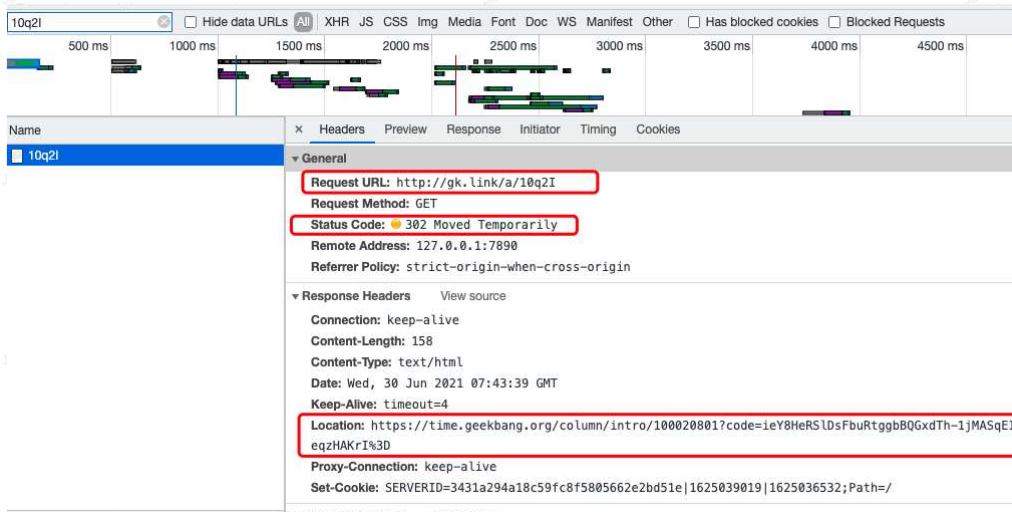 10q2I
Hide data URLs All XHR JS CSS Img Media Font Doc WS Manifest Other Has blocked cookies Blocked Requests
500 ms 1000 ms 1500 ms 2000 ms 2500 ms 3000 ms 3500 ms 4000 ms 4500 ms
Name
× Headers Preview Response Initiator Timing Cookies
10q2I
General
Request URL: http://gk.link/a/10q2I
Request Method: GET
Status Code: 302 Moved Temporarily
Remote Address: 127.0.0.1:7890
Referrer Policy: strict-origin-when-cross-origin
Response Headers View source
Connection: keep-alive
Content-Length: 158
Content-Type: text/html
Date: Wed, 30 Jun 2021 07:43:39 GMT
Keep-Alive: timeout=4
Location: https://time.geekbang.org/column/intro/100020801?code=ieY8HeRSlDsFbuRtggbBQGxdTh-1jMASqEI
eqzHAKrI%3D
Proxy-Connection: keep-alive
Set-Cookie: SERVERID=3431a294a18c59fc8f5805662e2bd51e|1625039019|1625036532;Path=/